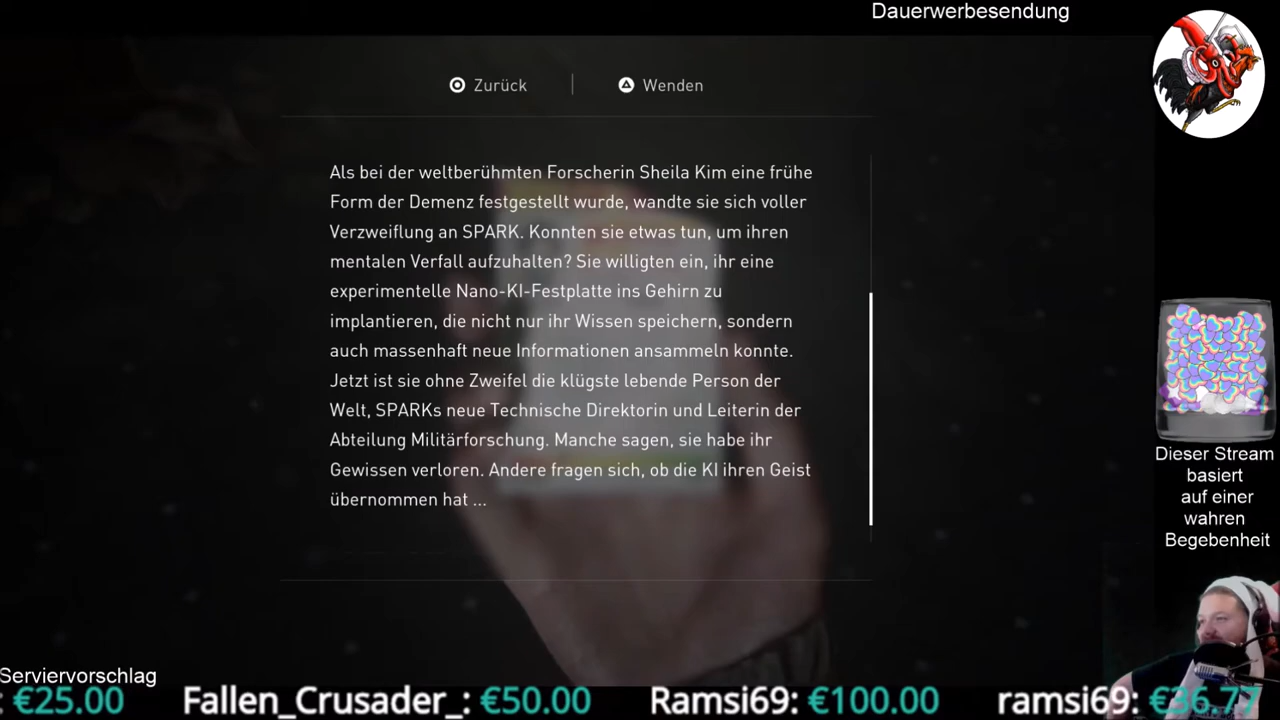 Dauerwerbesendung
Zurück | Wenden
Als bei der weltberühmten Forscherin Sheila Kim eine frühe
Form der Demenz festgestellt wurde, wandte sie sich voller
Verzweiflung an SPARK. Konnten sie etwas tun, um ihren
mentalen Verfall aufzuhalten? Sie willigten ein, ihr eine
experimentelle Nano-KI-Festplatte ins Gehirn zu
implantieren, die nicht nur ihr Wissen speichern, sondern
auch massenhaft neue Informationen ansammeln konnte.
Jetzt ist sie ohne Zweifel die klügste lebende Person der
Welt, SPARKs neue Technische Direktorin und Leiterin der
Abteilung Militärforschung. Manche sagen, sie habe ihr
Gewissen verloren. Andere fragen sich, ob die KI ihren Geist
übernommen hat ...
Dieser Stream
basiert
auf einer
wahren
Begebenheit
Serviervorschlag
: €25.00 Fallen_Crusader_: €50.00 Ramsi69: €100.00 ramsi69: €36.77